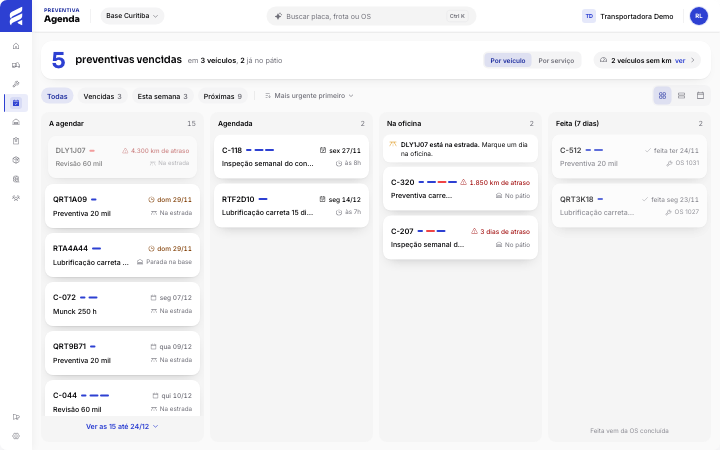 PREVENTIVA
Agenda
Base Curitiba
Buscar placa, frota ou OS
Ctrl K
TD
Transportadora Demo
RL
5 preventivas vencidas em 3 veículos, 2 já no pátio
Por veículo
Por serviço
2 veículos sem km ver
Todas
Vencidas 3
Esta semana 3
Próximas 9
Mais urgente primeiro
A agendar 15
DLY1J07
4.300 km de atraso
Revisão 60 mil
Na estrada
QRT1A09
dom 29/11
Preventiva 20 mil
Na estrada
RTA4A44
dom 29/11
Lubrificação carreta ...
Parada na base
C-072
seg 07/12
Munck 250 h
Na estrada
QRT9B71
qua 09/12
Preventiva 20 mil
Na estrada
C-044
qui 10/12
Revisão 60 mil
Na estrada
Ver as 15 até 24/12
Agendada 2
C-118
sex 27/11
Inspeção semanal do con...
às 8h
RTF2D10
seg 14/12
Lubrificação carreta 15 di...
às 7h
Na oficina 2
DLY1J07 está na estrada. Marque um dia
na oficina.
C-320
1.850 km de atraso
Preventiva carre...
No pátio
C-207
3 dias de atraso
Inspeção semanal d...
No pátio
Feita (7 dias) 2
C-512
feita ter 24/11
Preventiva 20 mil
OS 1031
QRT3K18
feita seg 23/11
Lubrificação carreta...
OS 1027
Feita vem da OS concluída